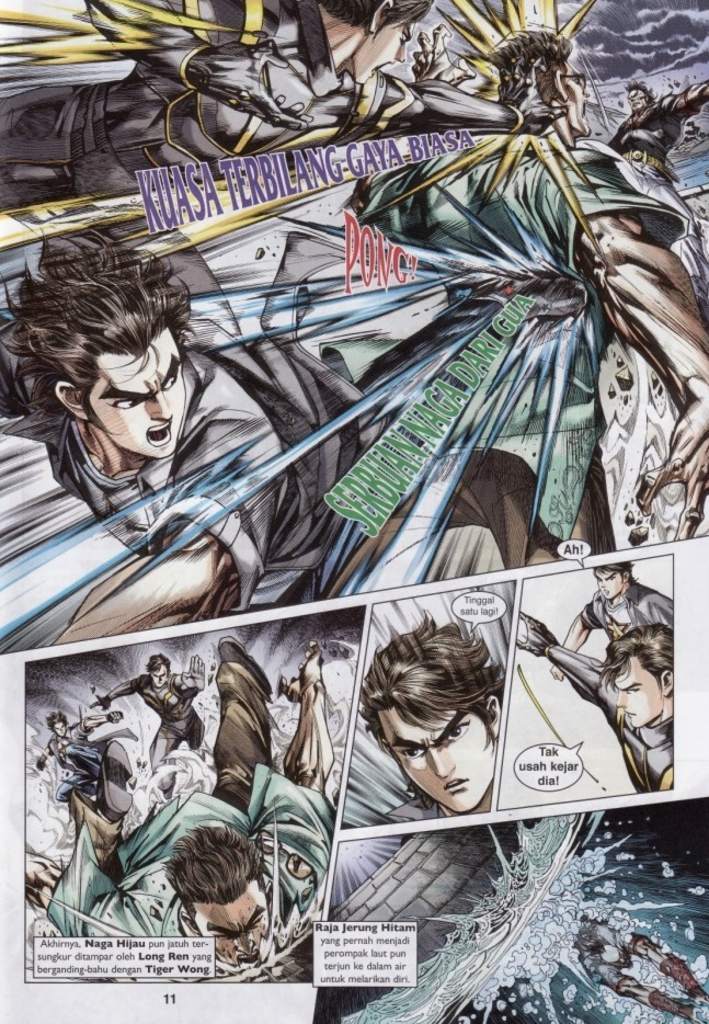 KUASA TERBILANG GAYA BIASA
PONG!
SERBUAN NAGA DARI GUA
Ah!
Tinggal
satu lagi!
Tak
usah kejar
dia!
Akhirnya, Naga Hijau pun jatuh ter-
sungkur ditampar oleh Long Ren yang
berganding-bahu dengan Tiger Wong.
Raja Jerung Hitam
yang pernah menjadi
perompak laut pun
terjun ke dalam air
untuk melarikan diri.
11